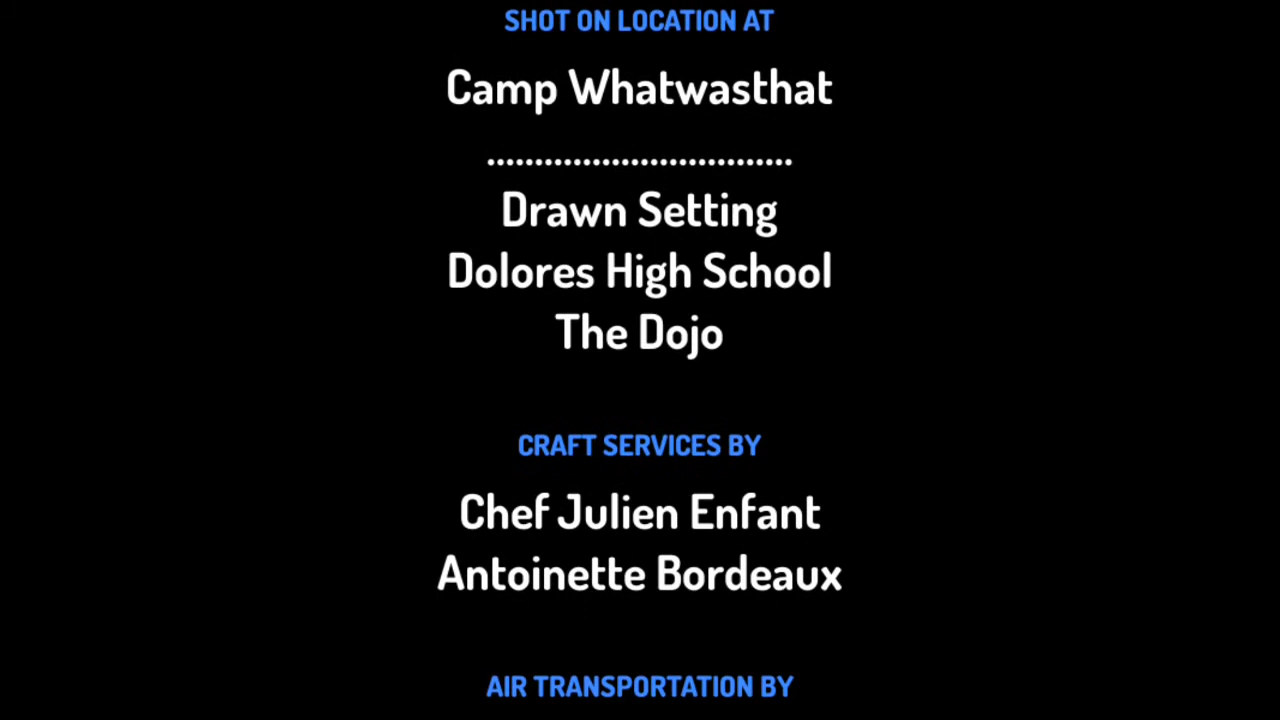 SHOT ON LOCATION AT
Camp Whatwasthat
................................
Drawn Setting
Dolores High School
The Dojo
CRAFT SERVICES BY
Chef Julien Enfant
Antoinette Bordeaux
AIR TRANSPORTATION BY